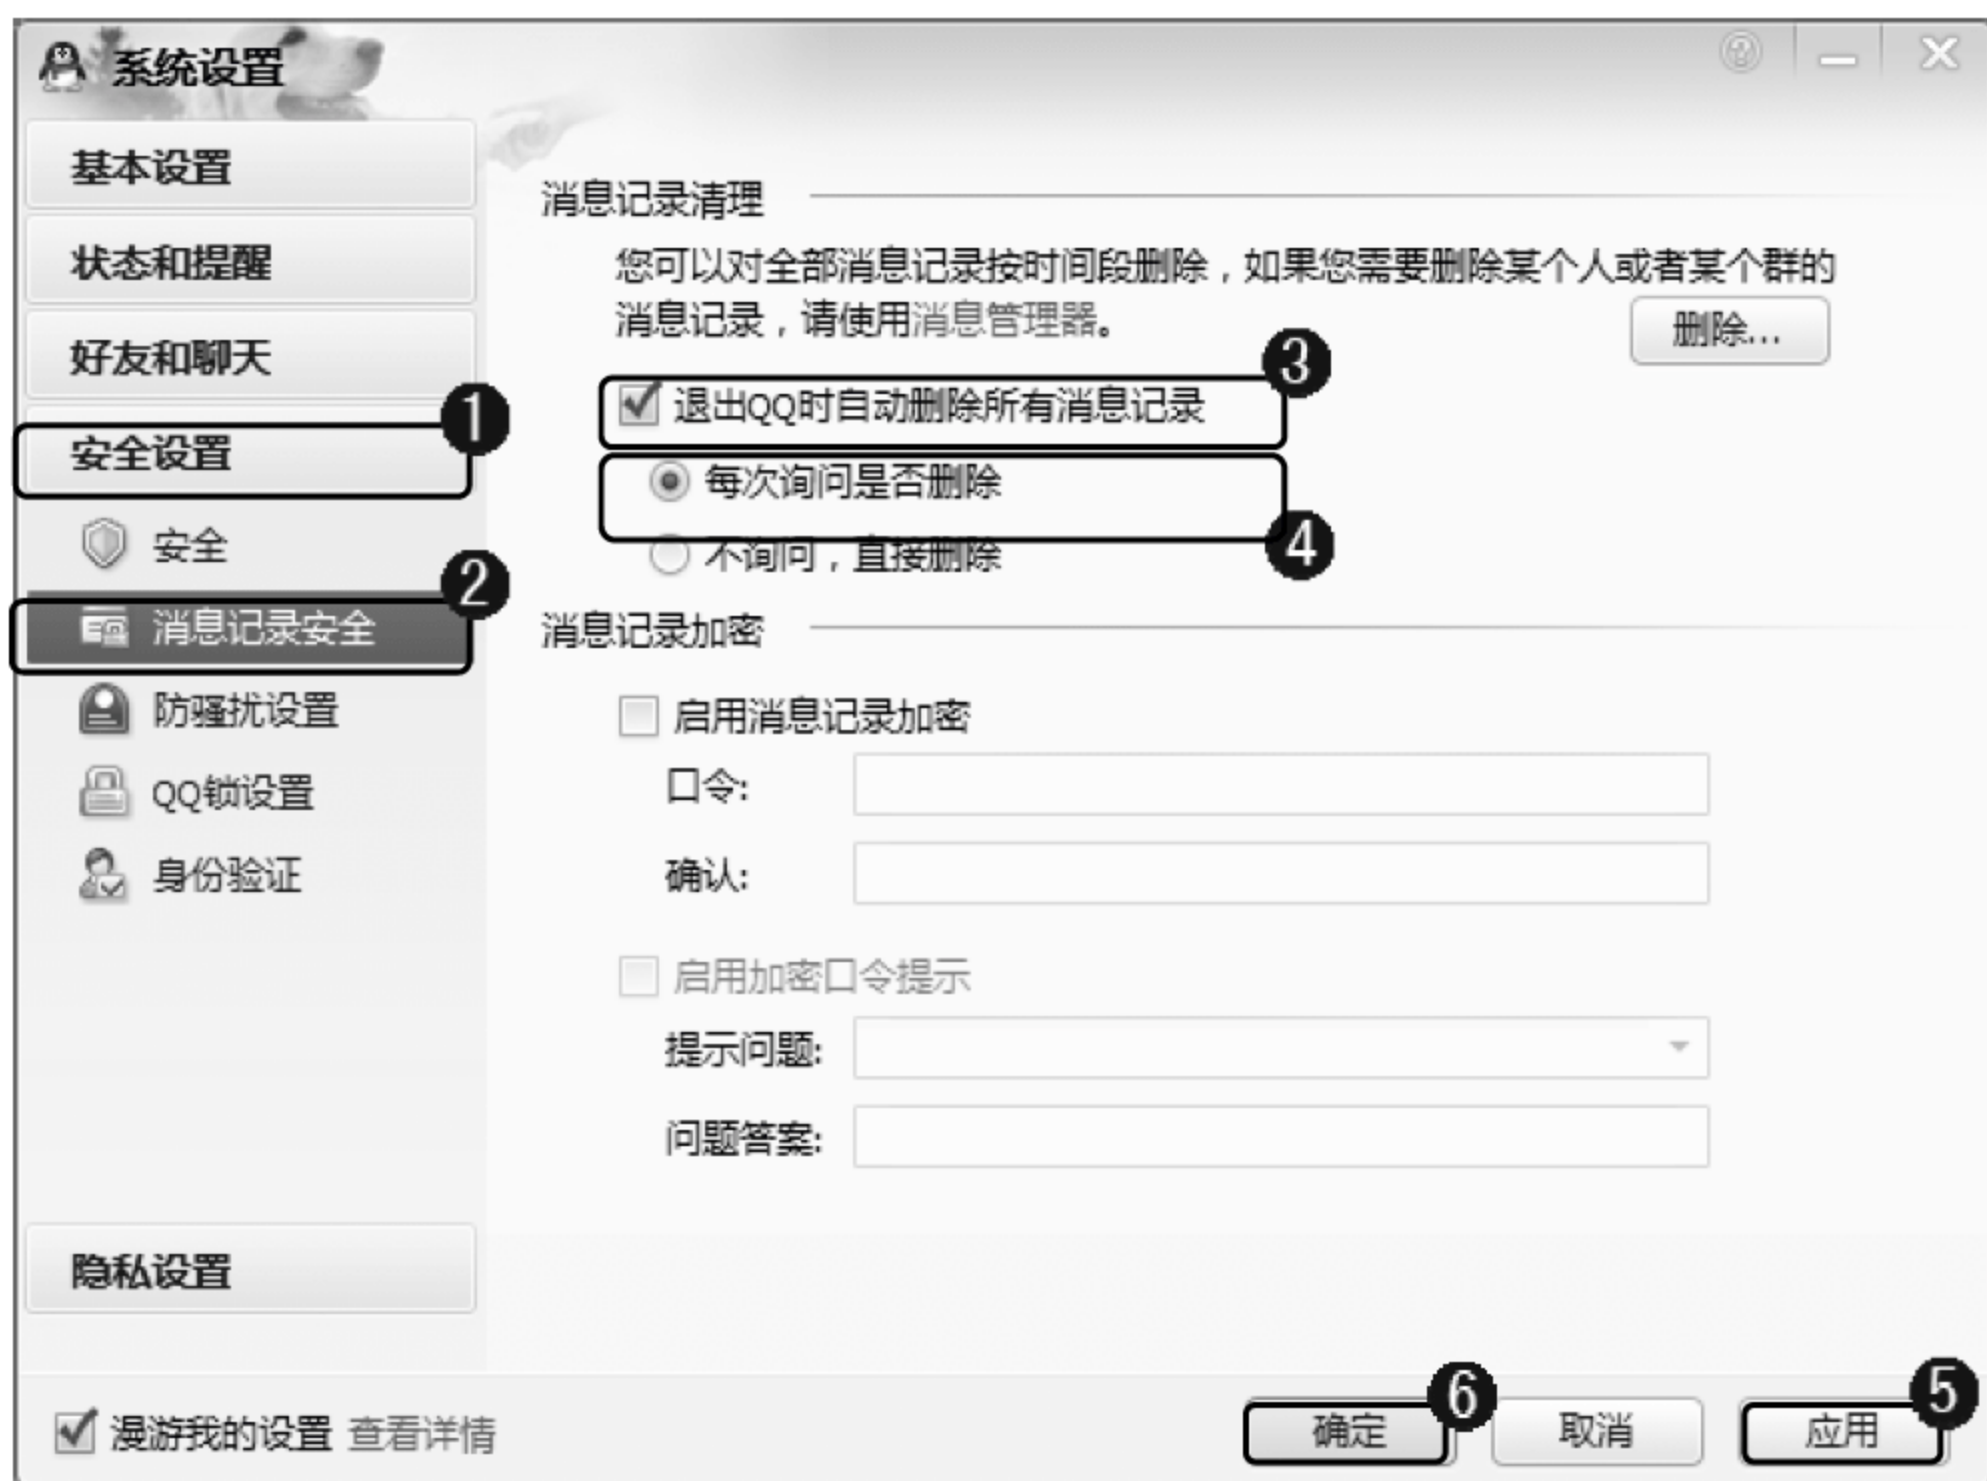 系统设置
基本设置
状态和提醒
好友和聊天
安全设置
1
安全
消息记录安全
2
防骚扰设置
QQ锁设置
身份验证
隐私设置
消息记录清理
您可以对全部消息记录按时间段删除，如果您需要删除某个人或者某个群的
消息记录，请使用消息管理器。
删除...
3
退出QQ时自动删除所有消息记录
每次询问是否删除
4
不询问，直接删除
消息记录加密
启用消息记录加密
口令:
确认:
启用加密口令提示
提示问题:
问题答案:
漫游我的设置 查看详情
确定
6
取消
应用
5